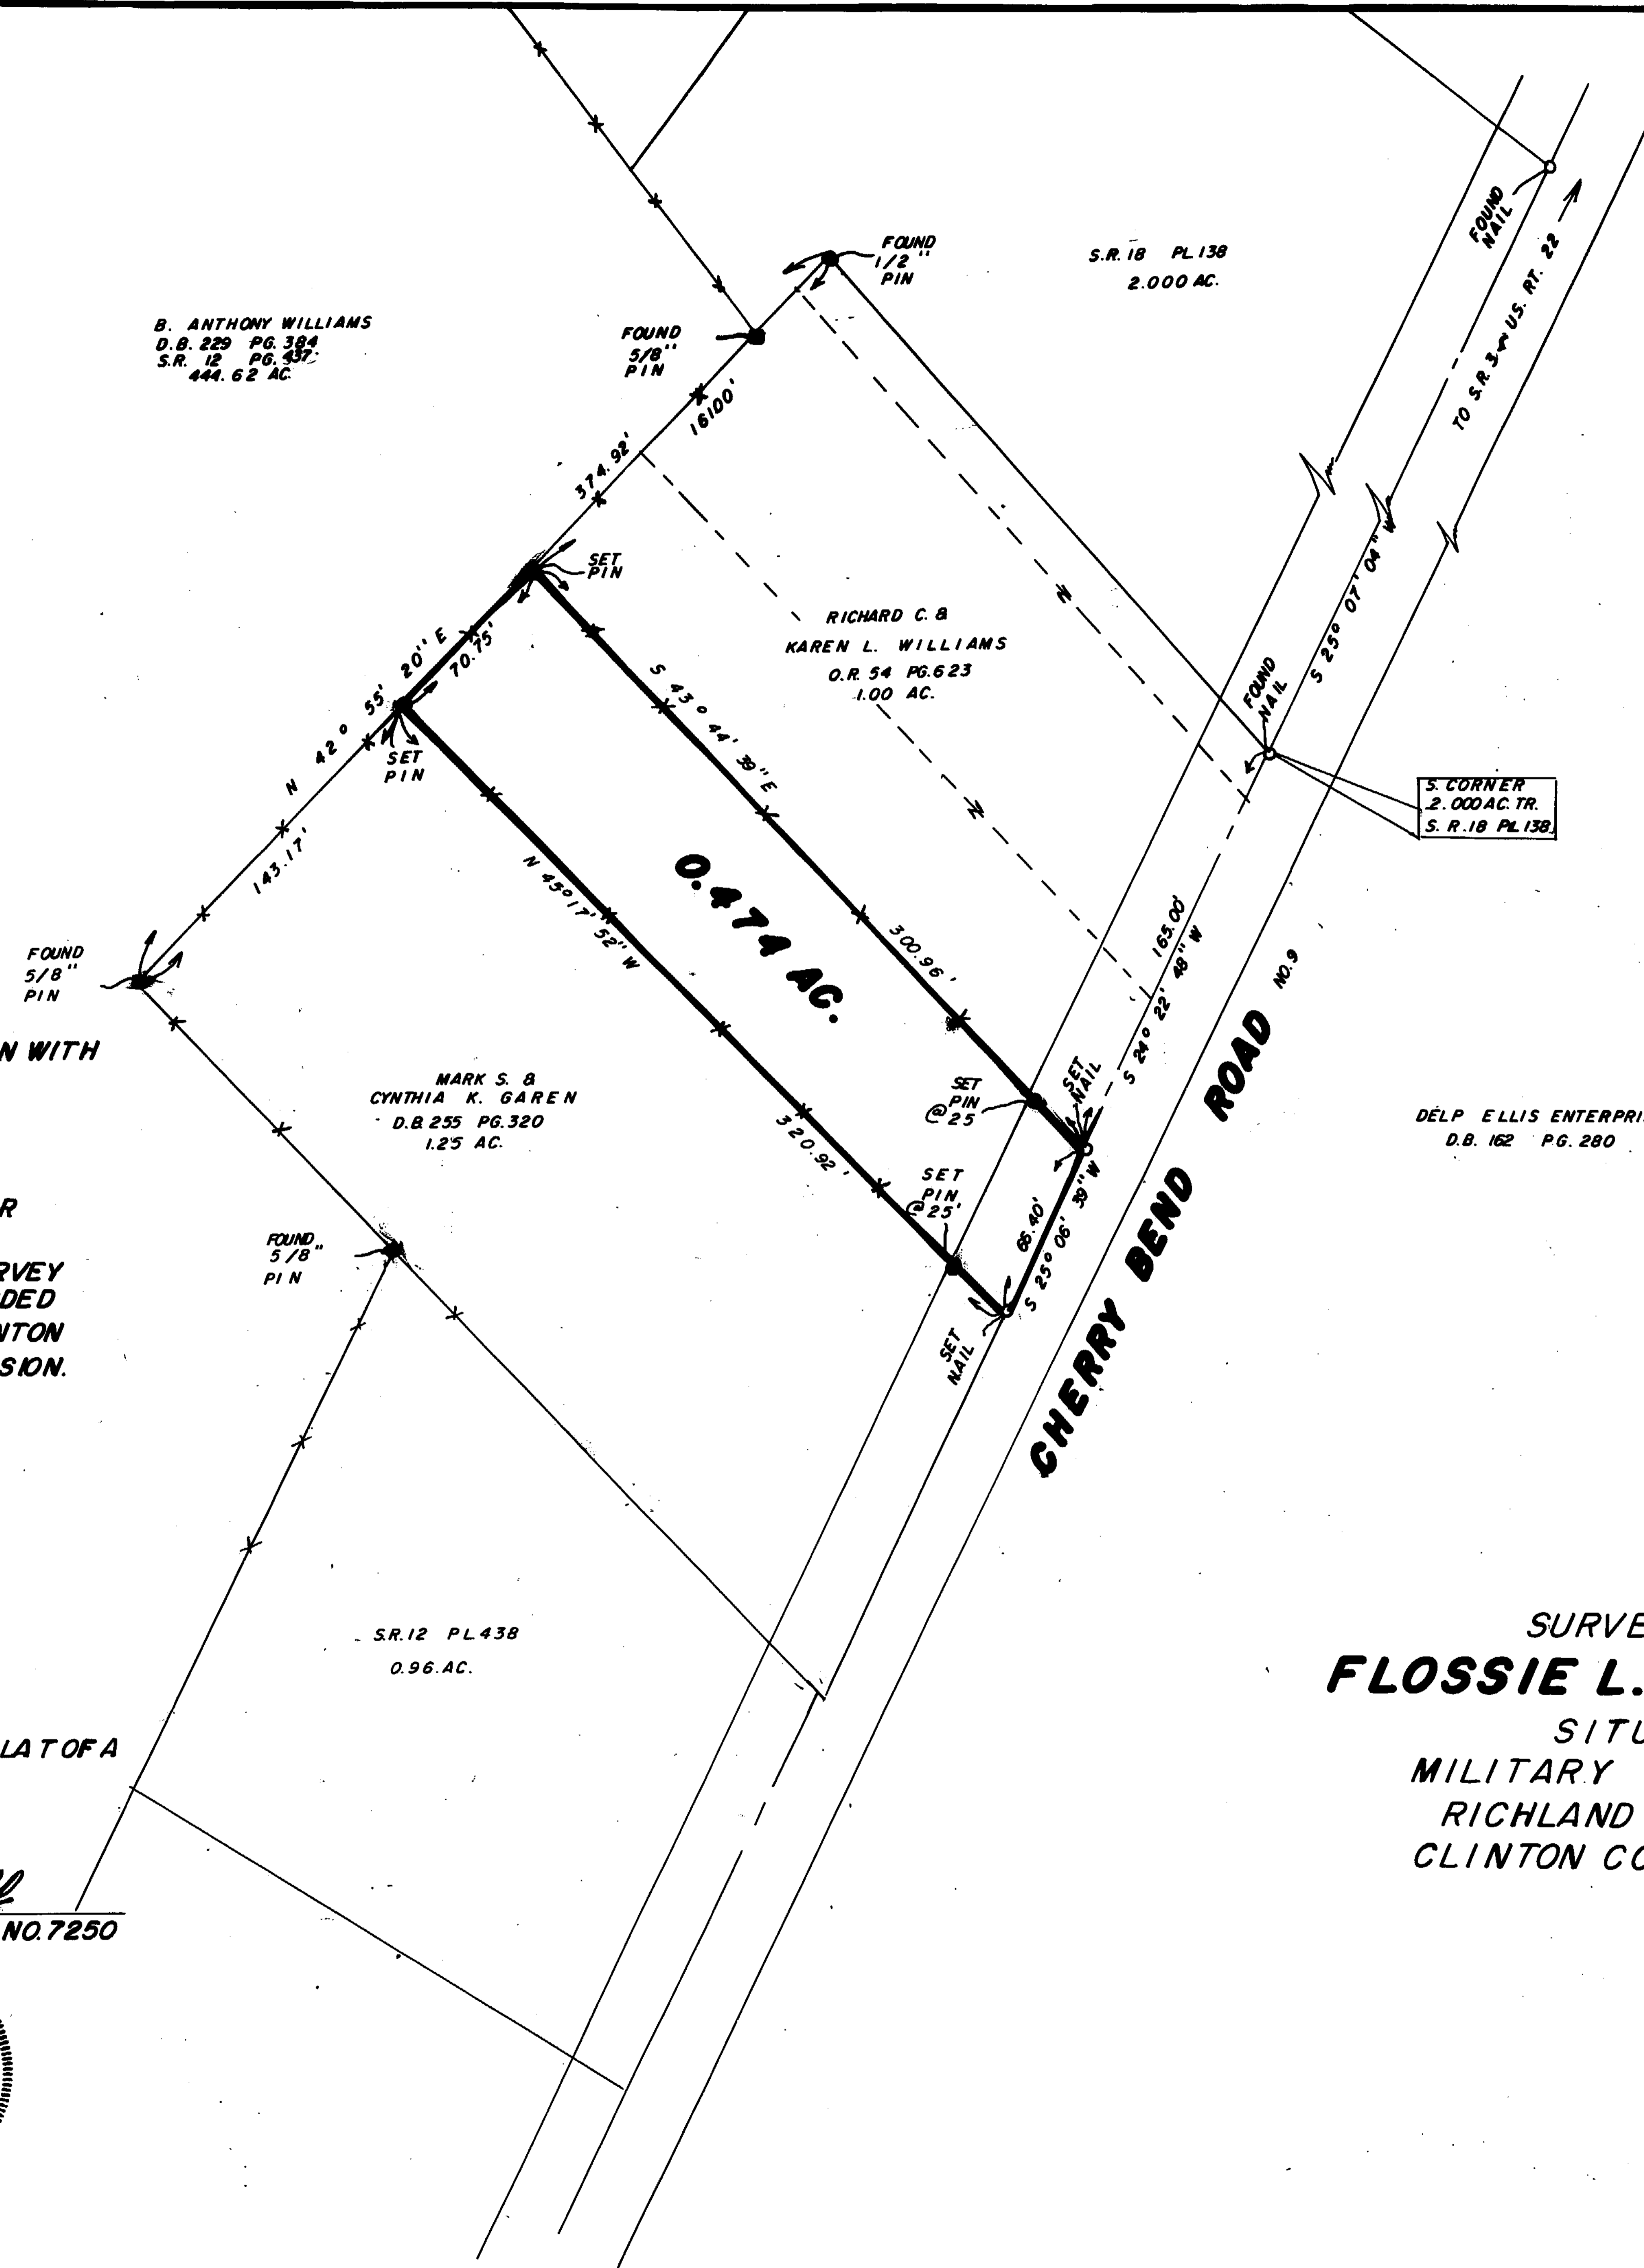 FOUND
NAIL
TO S.R. 3 ~ U.S. RT. 22
S.R. 18 PL 138
2.000 AC.
FOUND
1/2"
PIN
B. ANTHONY WILLIAMS
D.B. 229 PG. 384
S.R. 12 PG. 437
444.62 AC.
FOUND
5/8"
PIN
161.00'
374.92'
SET
PIN
S 25° 07' 04" W
RICHARD C. &
KAREN L. WILLIAMS
O.R. 54 PG. 623
1.00 AC.
FOUND
NAIL
N 42° 55' 20" E
70.75'
SET
PIN
S 43° 44' 39" E
S. CORNER
2.000 AC. TR.
S.R. 18 PL 138
143.17'
N 45° 17' 52" W
0.474 AC.
300.96'
165.00'
S 24° 22' 48" W
FOUND
5/8"
PIN
N WITH
MARK S. &
CYNTHIA K. GAREN
D.B. 255 PG. 320
1.25 AC.
SET
PIN
@ 25
SET
NAIL
CHERRY BEND ROAD NO. 9
DELP ELLIS ENTERPRI
D.B. 162 PG. 280
320.92'
SET
PIN
@ 25'
66.40'
S 25° 06' 39" W
SET
NAIL
R
RVEY
DED
NTON
SION.
FOUND
5/8"
PIN
S.R. 12 PL 438
0.96 AC.
SURVE
FLOSSIE L.
SITU
MILITARY
RICHLAND
CLINTON CO
LAT OF A
NO. 7250